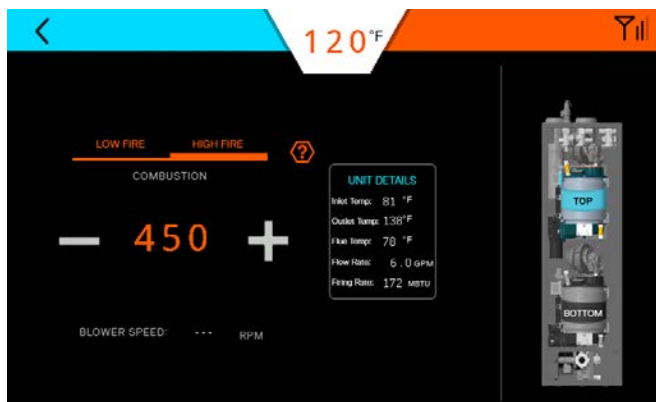 120°F
LOW FIRE HIGH FIRE ?
COMBUSTION
— 450 +
BLOWER SPEED: --- RPM
UNIT DETAILS
Inlet Temp: 81 °F
Outlet Temp: 138°F
Flue Temp: 70 °F
Flow Rate: 6.0 GPM
Firing Rate: 172 MBTU
TOP
BOTTOM